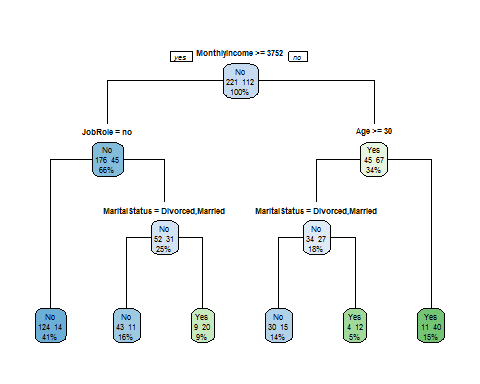 MonthlyIncome >= 3752
yes
no
No
221 112
100%
JobRole = no
Age >= 30
No
176 45
66%
Yes
45 67
34%
MaritalStatus = Divorced,Married
MaritalStatus = Divorced,Married
No
52 31
25%
No
34 27
18%
No
124 14
41%
No
43 11
16%
Yes
9 20
9%
No
30 15
14%
Yes
4 12
5%
Yes
11 40
15%